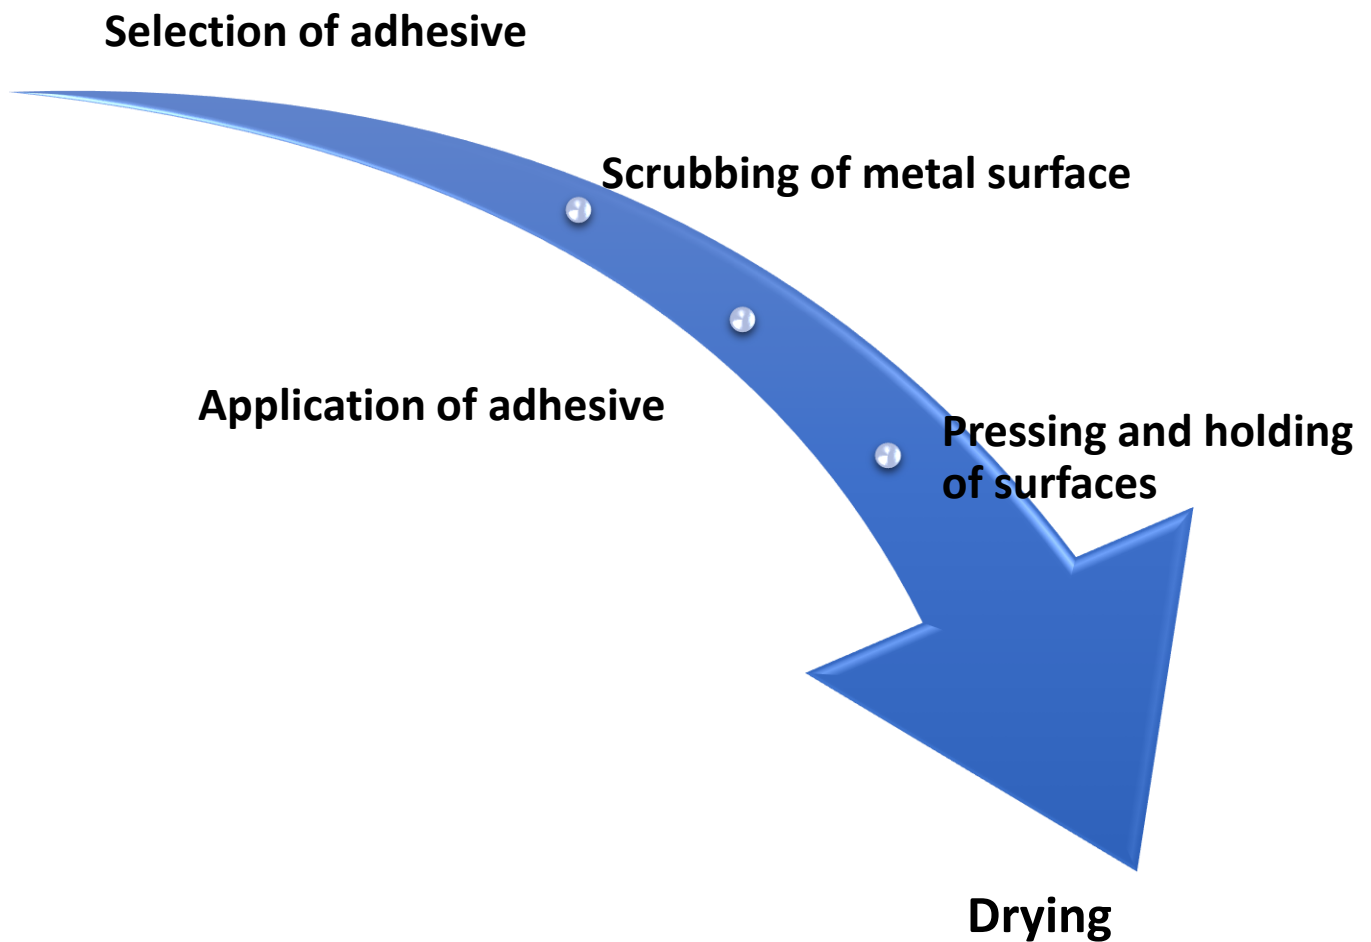 Selection of adhesive
Scrubbing of metal surface
Application of adhesive
Pressing and holding
of surfaces
Drying